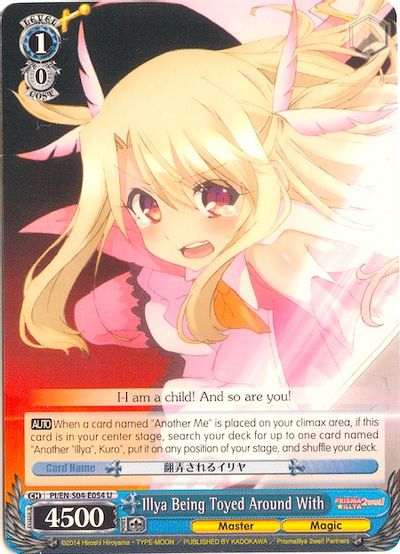 LEVEL
1
0
COST
I-I am a child! And so are you!
AUTO When a card named "Another Me" is placed on your climax area, if this card is in your center stage, search your deck for up to one card named "Another "Illya", Kuro", put it on any position of your stage, and shuffle your deck.
Card Name
翻弄されるイリヤ
CH PI/EN-S04-E054 U
4500
Illya Being Toyed Around With
PRISMA ILLYA 2wei!
Master
Magic
©2014 Hiroshi Hiroyama・TYPE-MOON / PUBLISHED BY KADOKAWA / Prismaillya 2wei! Partners